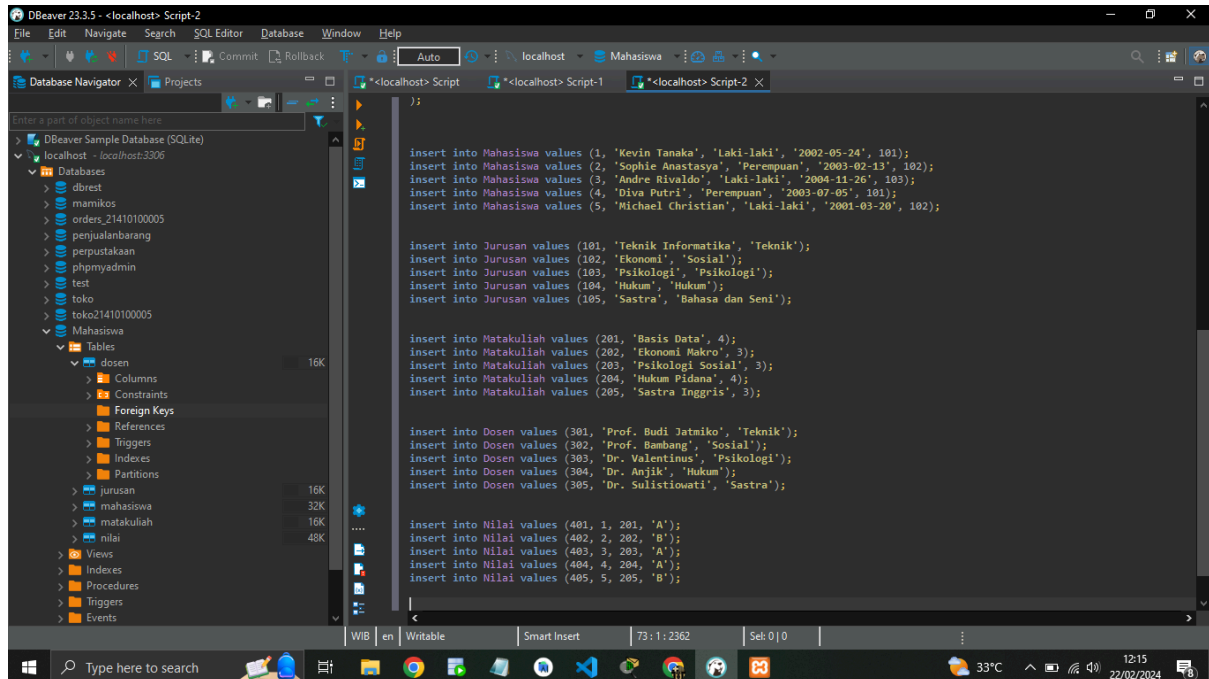 DBeaver 23.3.5 - <localhost> Script-2
File Edit Navigate Search SQL Editor Database Window Help
SQL Commit Rollback Auto localhost Mahasiswa
Database Navigator Projects
*<localhost> Script *<localhost> Script-1 *<localhost> Script-2
Enter a part of object name here
DBeaver Sample Database (SQLite)
localhost - localhost:3306
Databases
dbrest
mamikos
orders_21410100005
penjualanbarang
perpustakaan
phpmyadmin
test
toko
toko21410100005
Mahasiswa
Tables
dosen 16K
Columns
Constraints
Foreign Keys
References
Triggers
Indexes
Partitions
jurusan 16K
mahasiswa 32K
matakuliah 16K
nilai 48K
Views
Indexes
Procedures
Triggers
Events
);
insert into Mahasiswa values (1, 'Kevin Tanaka', 'Laki-laki', '2002-05-24', 101);
insert into Mahasiswa values (2, 'Sophie Anastasya', 'Perempuan', '2003-02-13', 102);
insert into Mahasiswa values (3, 'Andre Rivaldo', 'Laki-laki', '2004-11-26', 103);
insert into Mahasiswa values (4, 'Diva Putri', 'Perempuan', '2003-07-05', 101);
insert into Mahasiswa values (5, 'Michael Christian', 'Laki-laki', '2001-03-20', 102);
insert into Jurusan values (101, 'Teknik Informatika', 'Teknik');
insert into Jurusan values (102, 'Ekonomi', 'Sosial');
insert into Jurusan values (103, 'Psikologi', 'Psikologi');
insert into Jurusan values (104, 'Hukum', 'Hukum');
insert into Jurusan values (105, 'Sastra', 'Bahasa dan Seni');
insert into Matakuliah values (201, 'Basis Data', 4);
insert into Matakuliah values (202, 'Ekonomi Makro', 3);
insert into Matakuliah values (203, 'Psikologi Sosial', 3);
insert into Matakuliah values (204, 'Hukum Pidana', 4);
insert into Matakuliah values (205, 'Sastra Inggris', 3);
insert into Dosen values (301, 'Prof. Budi Jatmiko', 'Teknik');
insert into Dosen values (302, 'Prof. Bambang', 'Sosial');
insert into Dosen values (303, 'Dr. Valentinus', 'Psikologi');
insert into Dosen values (304, 'Dr. Anjik', 'Hukum');
insert into Dosen values (305, 'Dr. Sulistiowati', 'Sastra');
insert into Nilai values (401, 1, 201, 'A');
insert into Nilai values (402, 2, 202, 'B');
insert into Nilai values (403, 3, 203, 'A');
insert into Nilai values (404, 4, 204, 'A');
insert into Nilai values (405, 5, 205, 'B');
WIB en Writable Smart Insert 73 : 1 : 2362 Sel: 0 | 0
Type here to search
33°C
12:15
22/02/2024
8